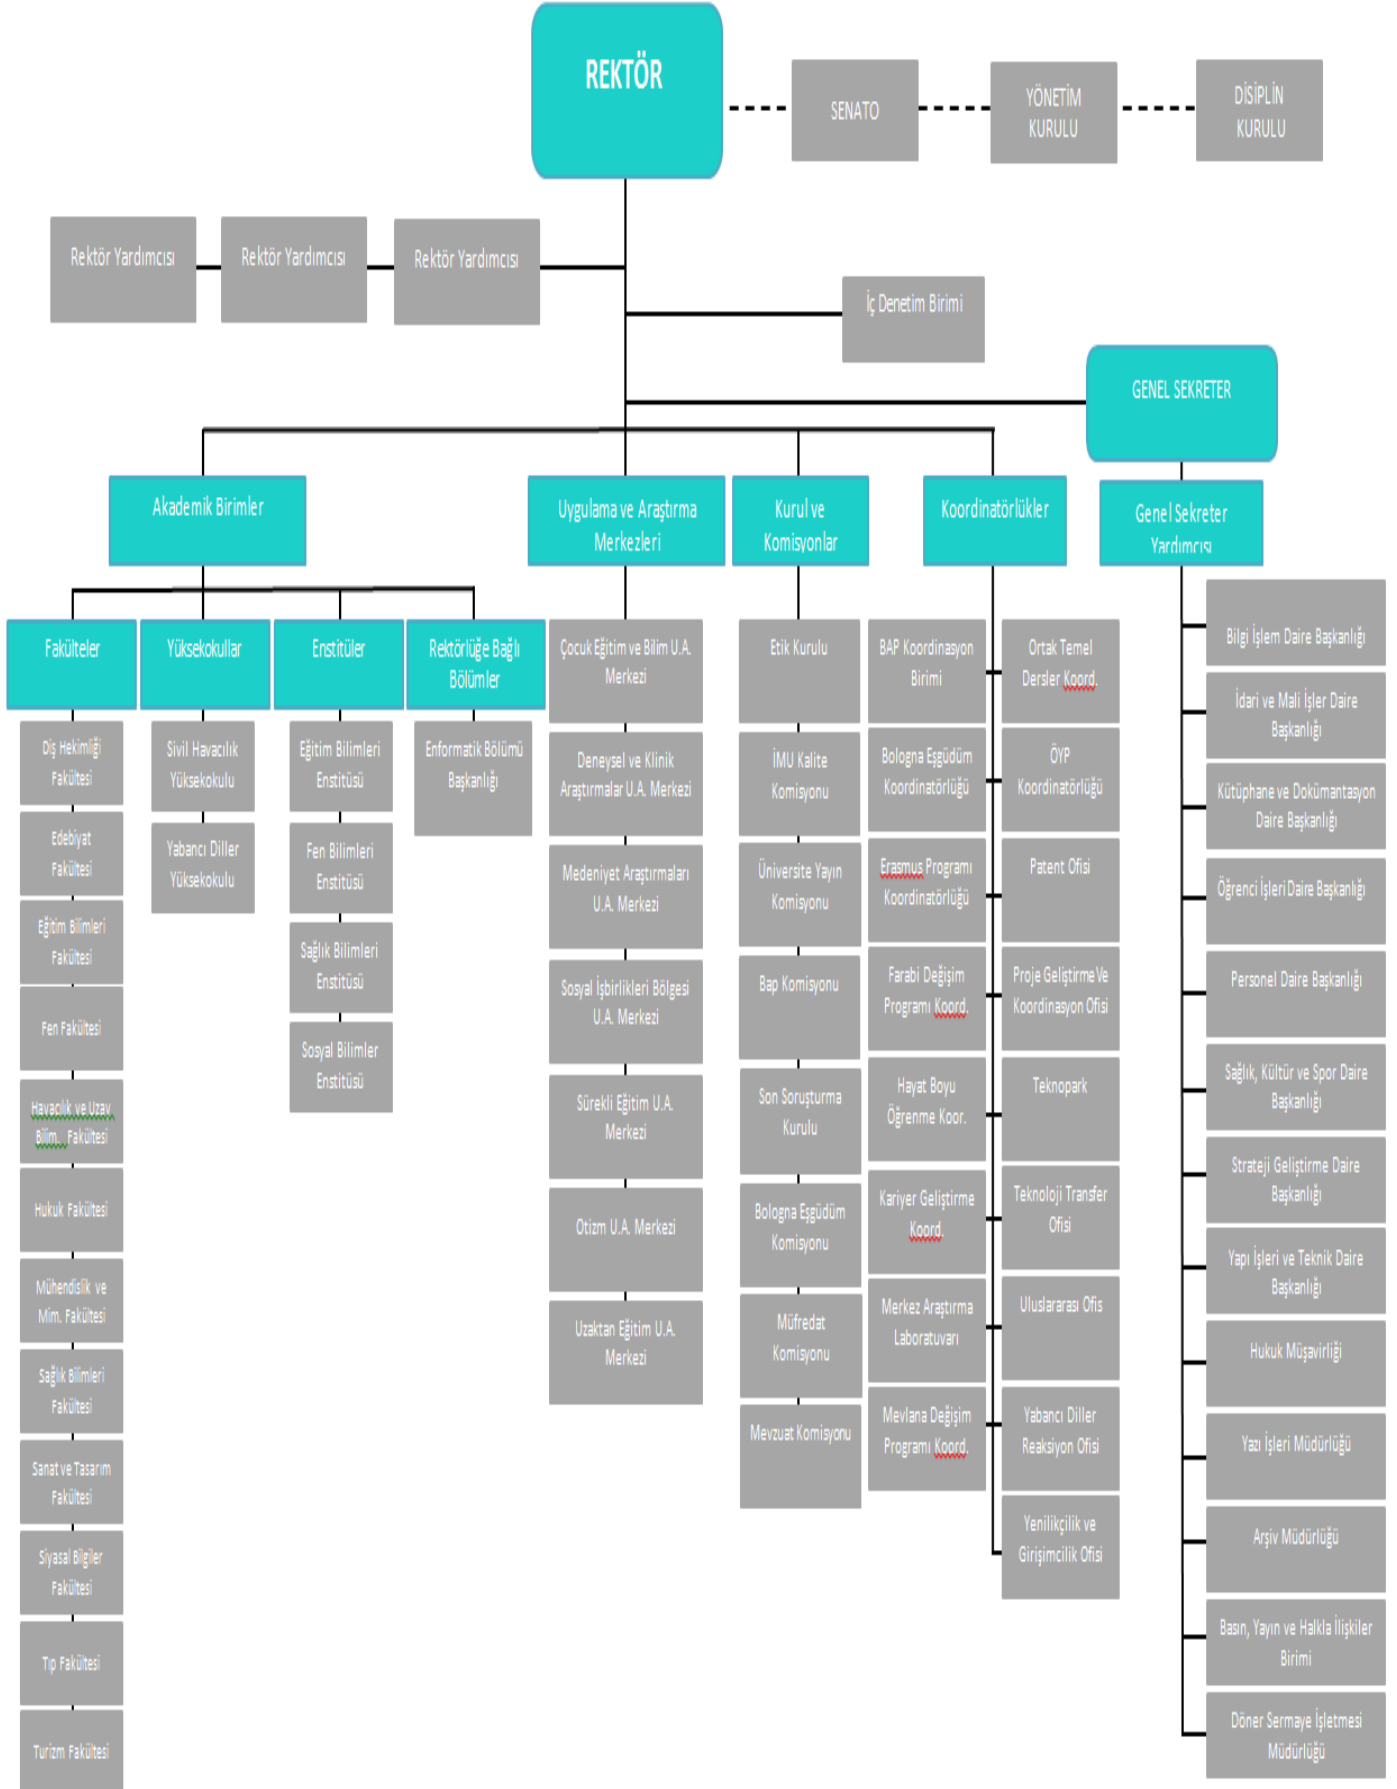 REKTÖR
SENATO
YÖNETİM
KURULU
DİSİPLİN
KURULU
Rektör Yardımcısı
Rektör Yardımcısı
Rektör Yardımcısı
İç Denetim Birimi
GENEL SEKRETER
Akademik Birimler
Uygulama ve Araştırma
Merkezleri
Kurul ve
Komisyonlar
Koordinatörlükler
Genel Sekreter
Yardımcısı
Fakülteler
Yüksekokullar
Enstitüler
Rektörlüğe Bağlı
Bölümler
Diş Hekimliği
Fakültesi
Edebiyat
Fakültesi
Eğitim Bilimleri
Fakültesi
Fen Fakültesi
Havacılık ve Uzay
Bilim. Fakültesi
Hukuk Fakültesi
Mühendislik ve
Mim. Fakültesi
Sağlık Bilimleri
Fakültesi
Sanat ve Tasarım
Fakültesi
Siyasal Bilgiler
Fakültesi
Tıp Fakültesi
Turizm Fakültesi
Sivil Havacılık
Yüksekokulu
Yabancı Diller
Yüksekokulu
Eğitim Bilimleri
Enstitüsü
Fen Bilimleri
Enstitüsü
Sağlık Bilimleri
Enstitüsü
Sosyal Bilimler
Enstitüsü
Enformatik Bölümü
Başkanlığı
Çocuk Eğitim ve Bilim U.A.
Merkezi
Deneysel ve Klinik
Araştırmalar U.A. Merkezi
Medeniyet Araştırmaları
U.A. Merkezi
Sosyal İşbirlikleri Bölgesi
U.A. Merkezi
Sürekli Eğitim U.A.
Merkezi
Otizm U.A. Merkezi
Uzaktan Eğitim U.A.
Merkezi
Etik Kurulu
İMU Kalite
Komisyonu
Üniversite Yayın
Komisyonu
Bap Komisyonu
Son Soruşturma
Kurulu
Bologna Eşgüdüm
Komisyonu
Müfredat
Komisyonu
Mevzuat Komisyonu
BAP Koordinasyon
Birimi
Bologna Eşgüdüm
Koordinatörlüğü
Erasmus Programı
Koordinatörlüğü
Farabi Değişim
Programı Koord.
Hayat Boyu
Öğrenme Koor.
Kariyer Geliştirme
Koord.
Merkez Araştırma
Laboratuvarı
Mevlana Değişim
Programı Koord.
Ortak Temel
Dersler Koord.
ÖYP
Koordinatörlüğü
Patent Ofisi
Proje Geliştirme Ve
Koordinasyon Ofisi
Teknopark
Teknoloji Transfer
Ofisi
Uluslararası Ofis
Yabancı Diller
Reaksiyon Ofisi
Yenilikçilik ve
Girişimcilik Ofisi
Bilgi İşlem Daire Başkanlığı
İdari ve Mali İşler Daire
Başkanlığı
Kütüphane ve Dokümantasyon
Daire Başkanlığı
Öğrenci İşleri Daire Başkanlığı
Personel Daire Başkanlığı
Sağlık, Kültür ve Spor Daire
Başkanlığı
Strateji Geliştirme Daire
Başkanlığı
Yapı İşleri ve Teknik Daire
Başkanlığı
Hukuk Müşavirliği
Yazı İşleri Müdürlüğü
Arşiv Müdürlüğü
Basın, Yayın ve Halkla İlişkiler
Birimi
Döner Sermaye İşletmesi
Müdürlüğü